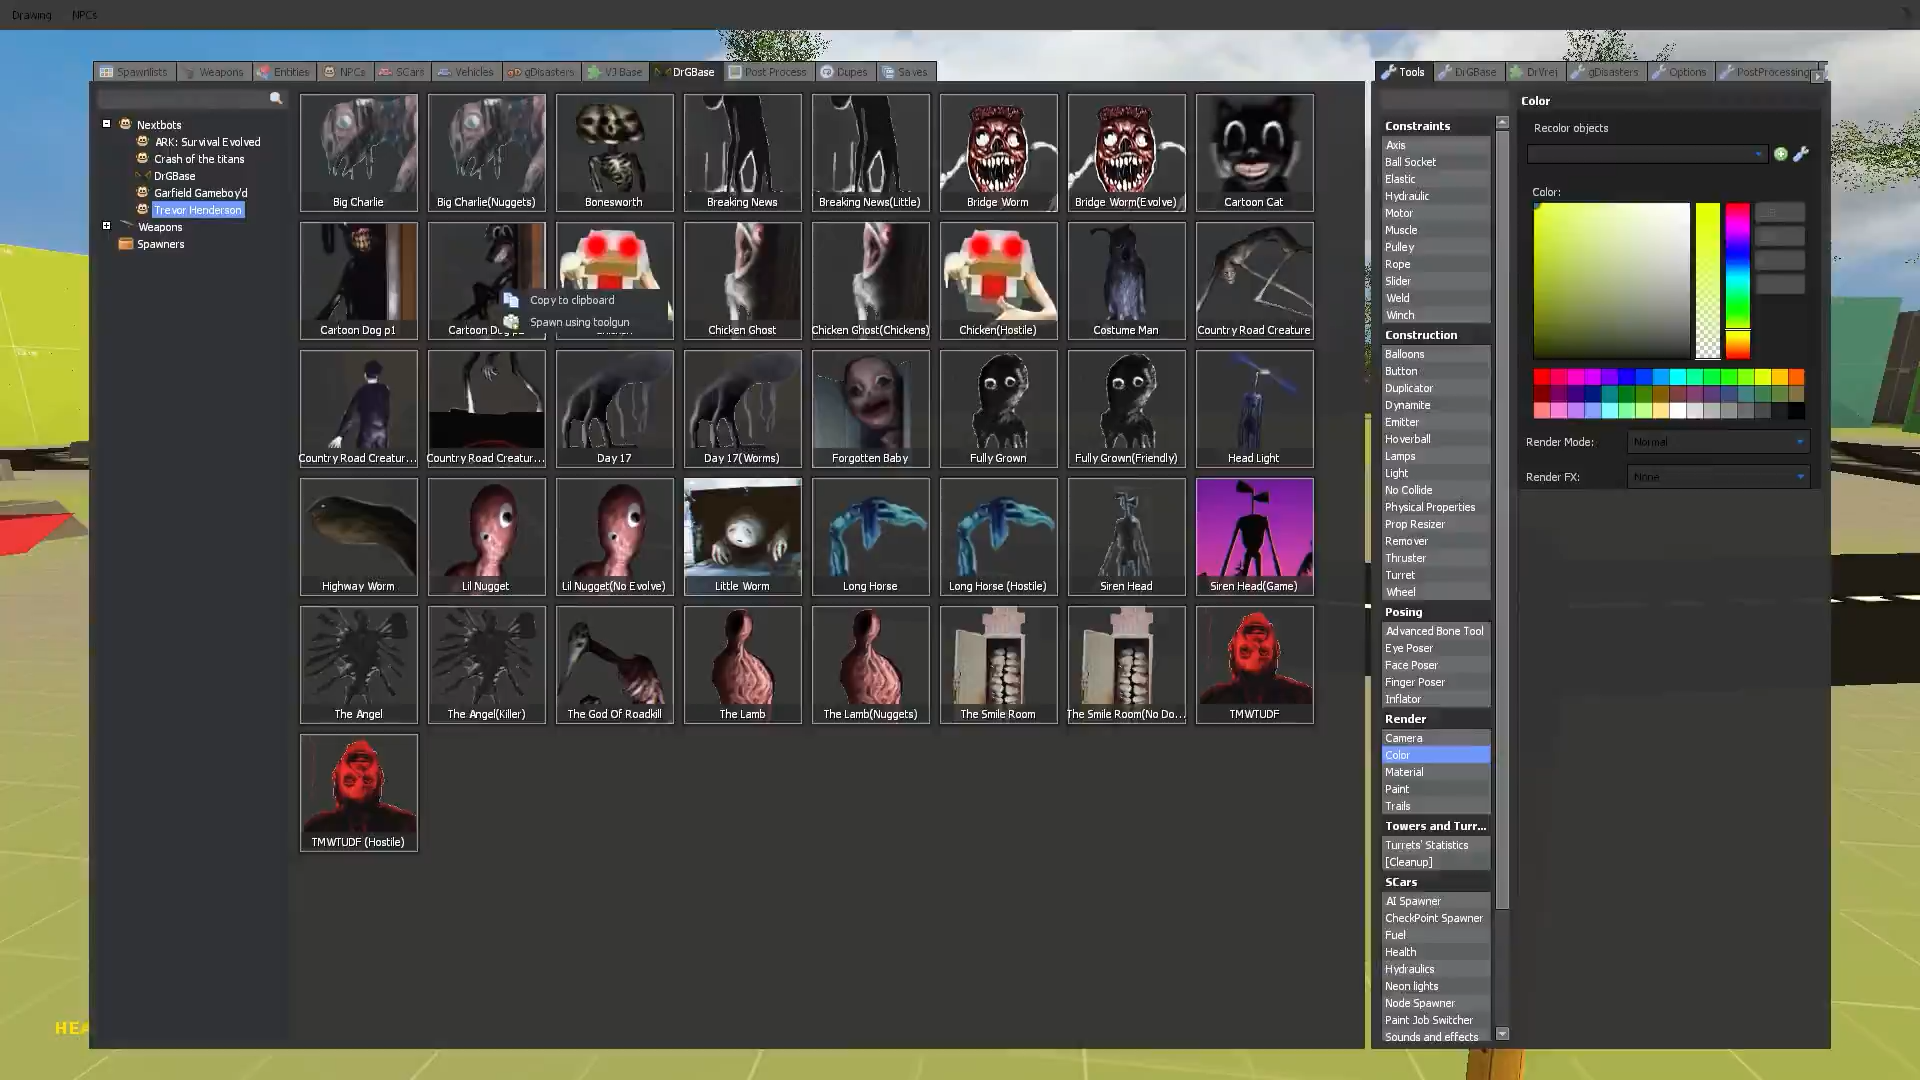 Drawing NPCs
Spawnlists Weapons Entities NPCs SCars Vehicles gDisasters VJ Base DrGBase Post Process Dupes Saves
Tools DrGBase DrVrej gDisasters Options PostProcessing
Nextbots
ARK: Survival Evolved
Crash of the titans
DrGBase
Garfield Gameboy'd
Trevor Henderson
Weapons
Spawners
Big Charlie
Big Charlie(Nuggets)
Bonesworth
Breaking News
Breaking News(Little)
Bridge Worm
Bridge Worm(Evolve)
Cartoon Cat
Cartoon Dog p1
Cartoon Dog
Copy to clipboard
Spawn using toolgun
Chicken Ghost
Chicken Ghost(Chickens)
Chicken(Hostile)
Costume Man
Country Road Creature
Country Road Creatur...
Country Road Creatur...
Day 17
Day 17(Worms)
Forgotten Baby
Fully Grown
Fully Grown(Friendly)
Head Light
Highway Worm
Lil Nugget
Lil Nugget(No Evolve)
Little Worm
Long Horse
Long Horse (Hostile)
Siren Head
Siren Head(Game)
The Angel
The Angel(Killer)
The God Of Roadkill
The Lamb
The Lamb(Nuggets)
The Smile Room
The Smile Room(No Do...
TMWTUDF
TMWTUDF (Hostile)
Constraints
Axis
Ball Socket
Elastic
Hydraulic
Motor
Muscle
Pulley
Rope
Slider
Weld
Winch
Construction
Balloons
Button
Duplicator
Dynamite
Emitter
Hoverball
Lamps
Light
No Collide
Physical Properties
Prop Resizer
Remover
Thruster
Turret
Wheel
Posing
Advanced Bone Tool
Eye Poser
Face Poser
Finger Poser
Inflator
Render
Camera
Color
Material
Paint
Trails
Towers and Turr...
Turrets' Statistics
[Cleanup]
SCars
AI Spawner
CheckPoint Spawner
Fuel
Health
Hydraulics
Neon lights
Node Spawner
Paint Job Switcher
Sounds and effects
Color
Recolor objects
Color:
Render Mode: Normal
Render FX: None
HEA